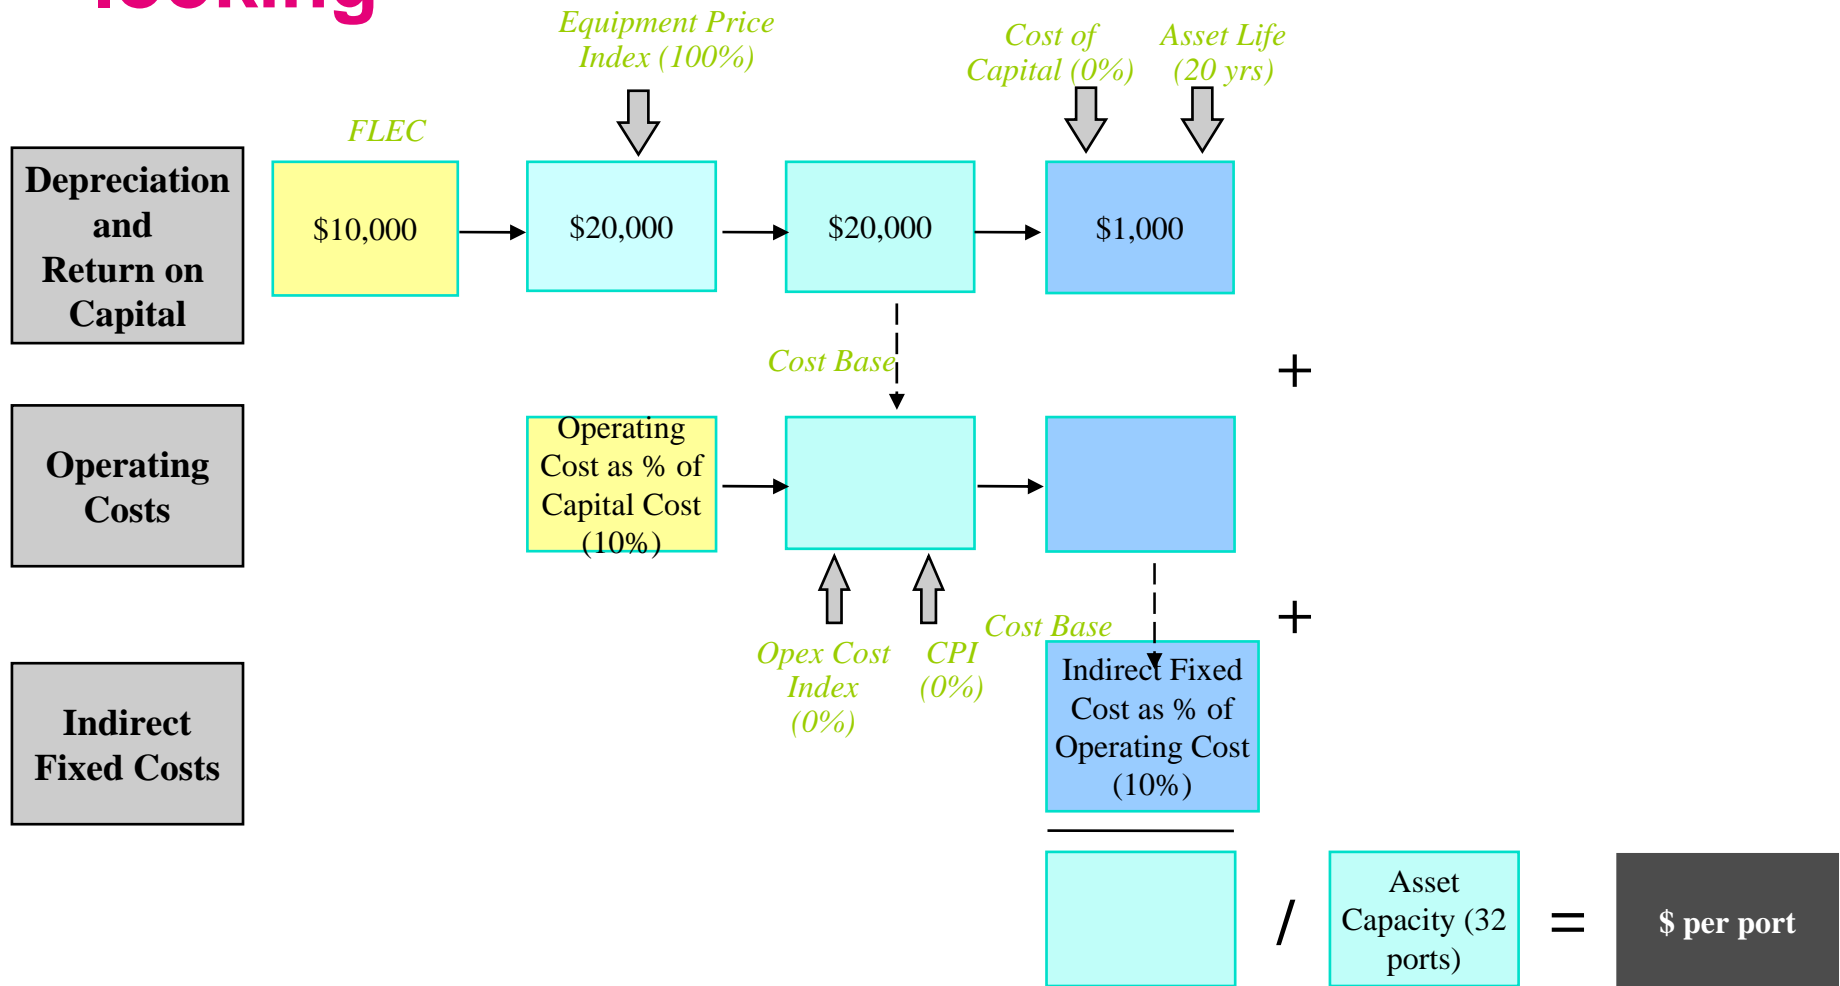 looking
Equipment Price
Index (100%)
Cost of
Capital (0%)
Asset Life
(20 yrs)
FLEC
Depreciation
and
Return on
Capital
$10,000
$20,000
$20,000
$1,000
Cost Base
+
Operating
Costs
Operating
Cost as % of
Capital Cost
(10%)
Opex Cost
Index
(0%)
CPI
(0%)
Cost Base
+
Indirect
Fixed Costs
Indirect Fixed
Cost as % of
Operating Cost
(10%)
/
Asset
Capacity (32
ports)
=
$ per port